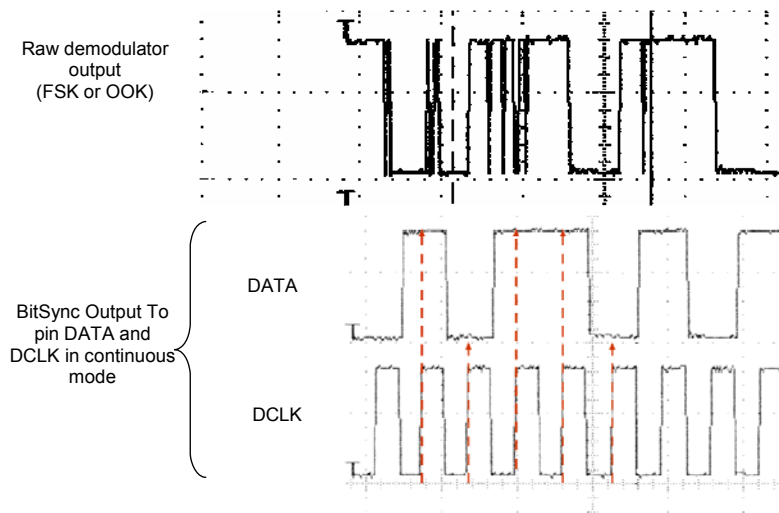 Raw demodulator
output
(FSK or OOK)
BitSync Output To
pin DATA and
DCLK in continuous
mode
DATA
DCLK